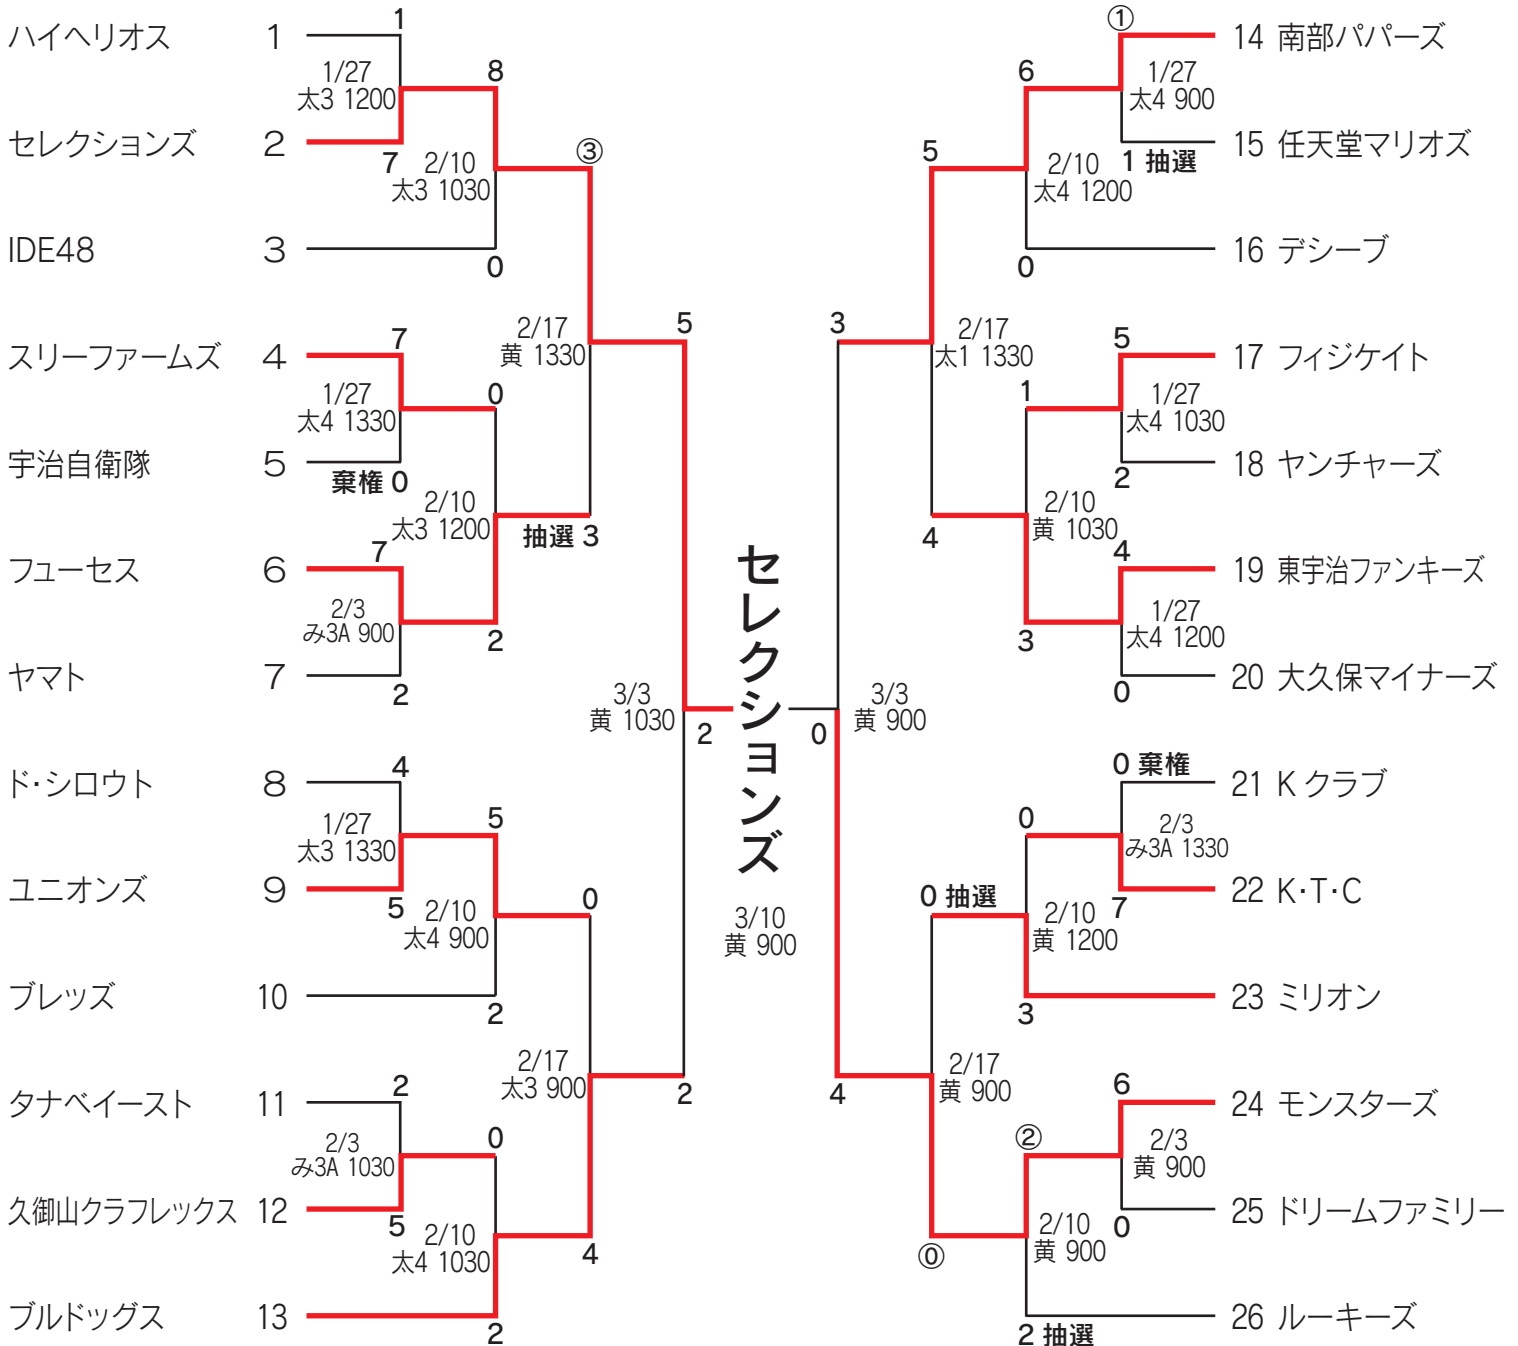 ハイヘリオス 1
1
1/27
太3 1200
8
セレクションズ 2
7
2/10
太3 1030
③
IDE48 3
0
スリーファームズ 4
7
1/27
太4 1333
0
2/17
黄 1330
5
宇治自衛隊 5
棄権 0
2/10
太3 1200
抽選 3
フューセス 6
7
2/3
み3A 900
2
ヤマト 7
2
3/3
黄 1030
2
ド・シロウト 8
4
1/27
太3 1330
5
ユニオンズ 9
5
2/10
太4 900
0
ブレッズ 10
2
2/17
太3 900
2
タナベイースト 11
2
2/3
み3A 1030
0
久御山クラフレックス 12
5
2/10
太4 1030
4
ブルドッグス 13
2
セレクションズ
3/10
黄 900
①
14 南部パパーズ
6
1/27
太4 900
5
2/10
太4 1200
1 抽選
15 任天堂マリオズ
16 デシーブ
0
3
2/17
太1 1330
5
17 フィジケイト
1
1/27
太4 1030
18 ヤンチャーズ
2
4
2/10
黄 1030
4
19 東宇治ファンキーズ
3
1/27
太4 1200
20 大久保マイナーズ
0
0
3/3
黄 900
0 棄権
21 Kクラブ
0
2/3
み3A 1330
22 K・T・C
7
0 抽選
2/10
黄 1200
23 ミリオン
3
4
2/17
黄 900
6
24 モンスターズ
②
2/3
黄 900
25 ドリームファミリー
0
⓪
2/10
黄 900
26 ルーキーズ
2 抽選